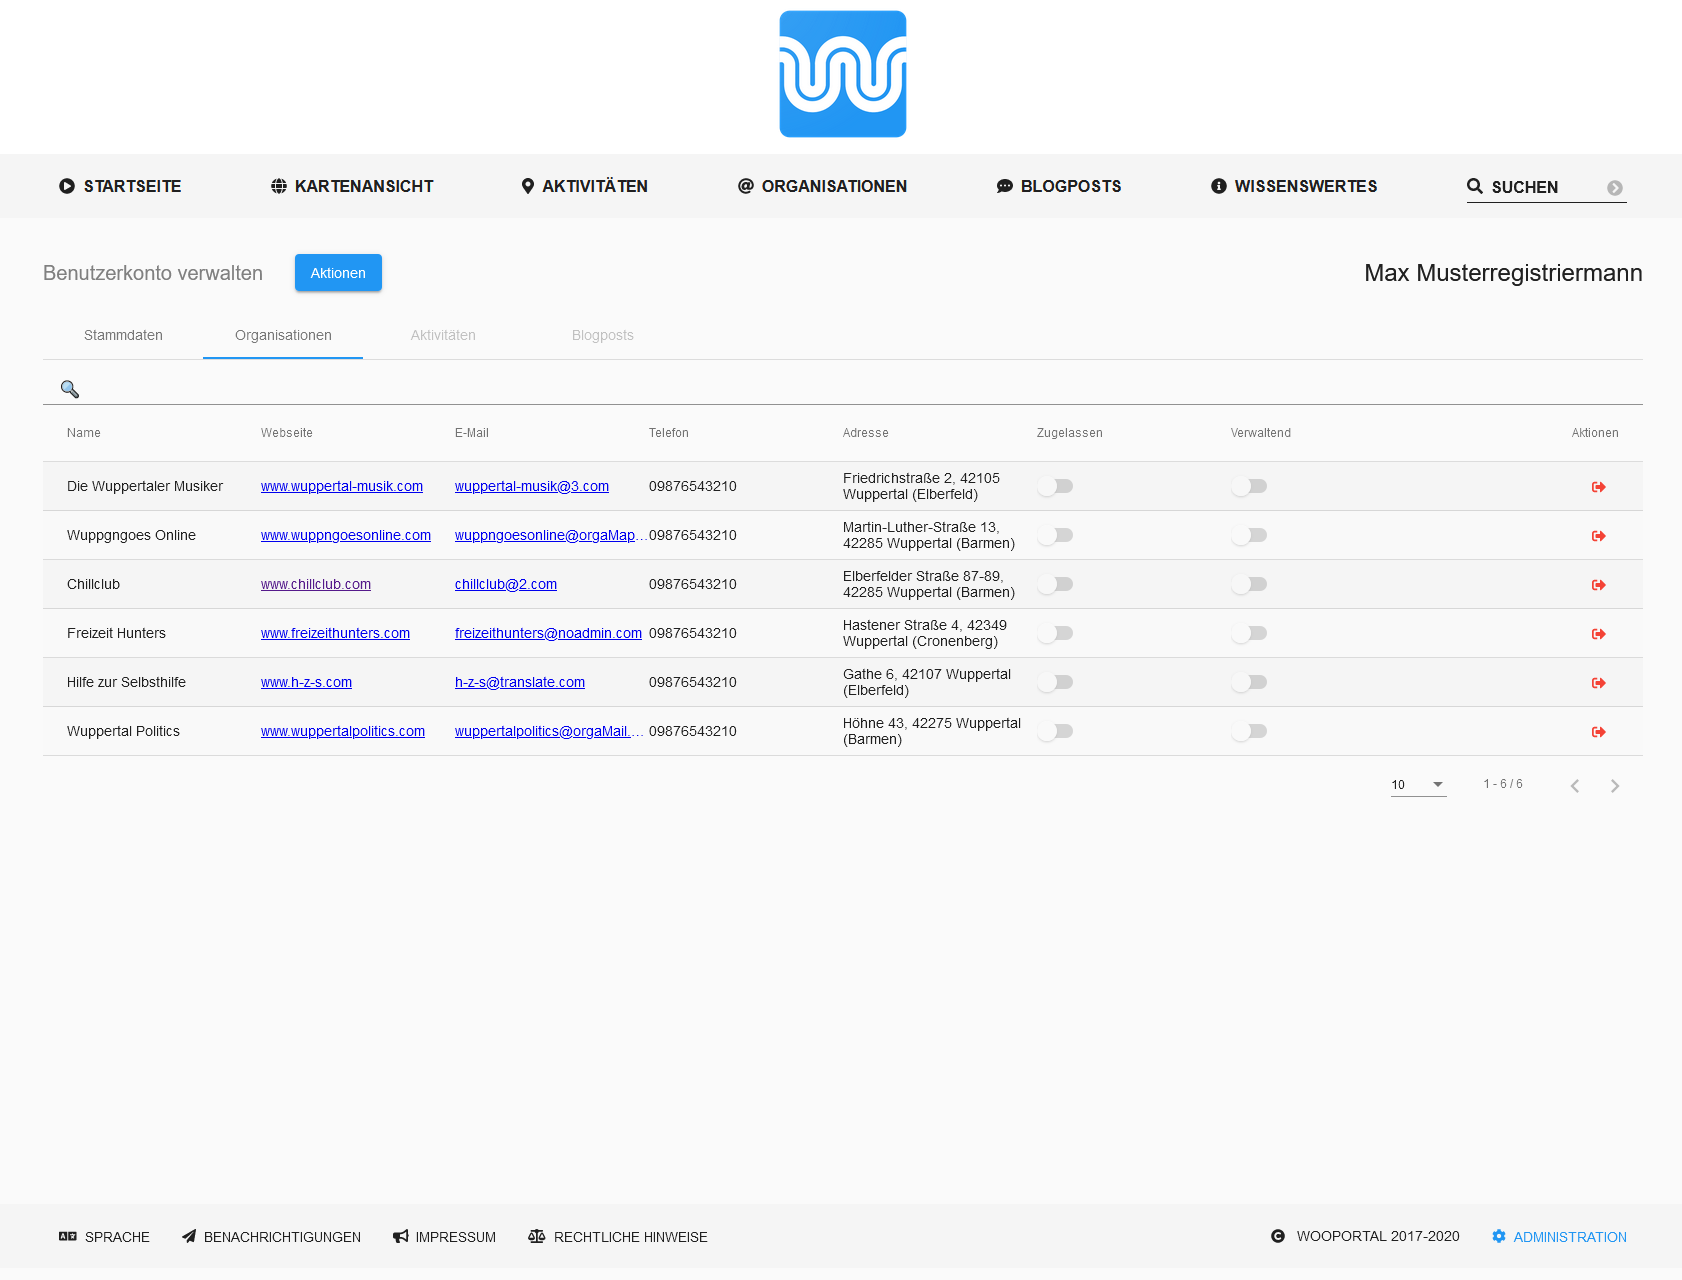 STARTSEITE KARTENANSICHT AKTIVITÄTEN ORGANISATIONEN BLOGPOSTS WISSENSWERTES SUCHEN
Benutzerkonto verwalten Aktionen Max Musterregistriermann
Stammdaten Organisationen Aktivitäten Blogposts
Name Webseite E-Mail Telefon Adresse Zugelassen Verwaltend Aktionen
Die Wuppertaler Musiker www.wuppertal-musik.com wuppertal-musik@3.com 09876543210 Friedrichstraße 2, 42105
Wuppertal (Elberfeld)
Wuppgngoes Online www.wuppngoesonline.com wuppngoesonline@orgaMap… 09876543210 Martin-Luther-Straße 13,
42285 Wuppertal (Barmen)
Chillclub www.chillclub.com chillclub@2.com 09876543210 Elberfelder Straße 87-89,
42285 Wuppertal (Barmen)
Freizeit Hunters www.freizeithunters.com freizeithunters@noadmin.com 09876543210 Hastener Straße 4, 42349
Wuppertal (Cronenberg)
Hilfe zur Selbsthilfe www.h-z-s.com h-z-s@translate.com 09876543210 Gathe 6, 42107 Wuppertal
(Elberfeld)
Wuppertal Politics www.wuppertalpolitics.com wuppertalpolitics@orgaMail.… 09876543210 Höhne 43, 42275 Wuppertal
(Barmen)
10 1 - 6 / 6
SPRACHE BENACHRICHTIGUNGEN IMPRESSUM RECHTLICHE HINWEISE WOOPORTAL 2017-2020 ADMINISTRATION